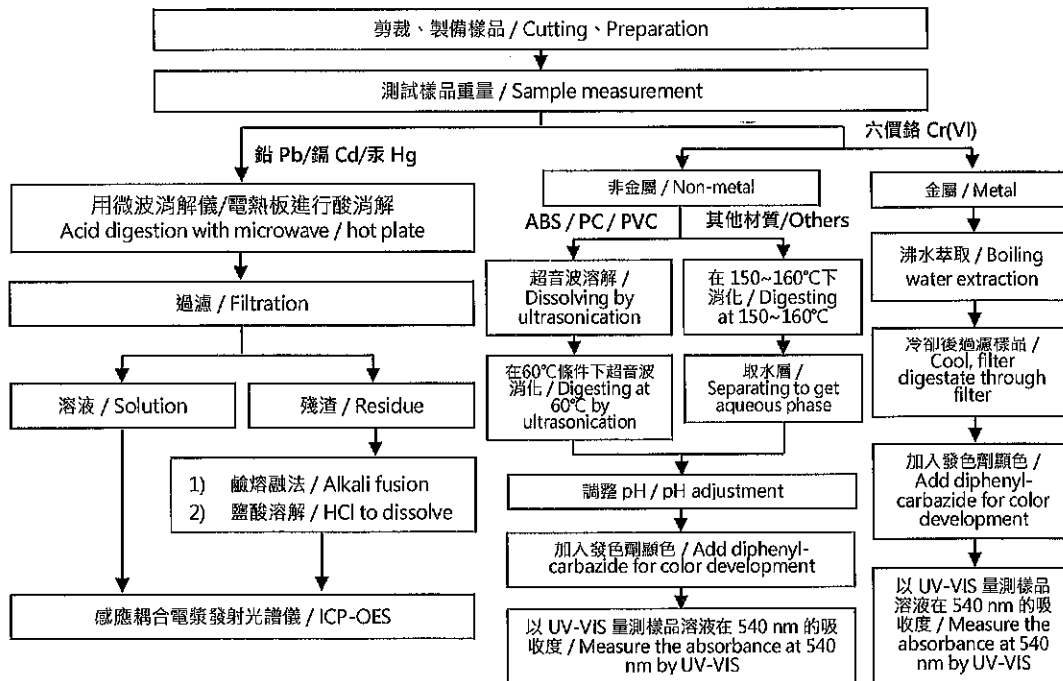 剪裁、製備樣品 / Cutting、Preparation
測試樣品重量 / Sample measurement
鉛 Pb/鎘 Cd/汞 Hg
六價鉻 Cr(VI)
用微波消解儀/電熱板進行酸消解
Acid digestion with microwave / hot plate
過濾 / Filtration
溶液 / Solution
殘渣 / Residue
1) 鹼熔融法 / Alkali fusion
2) 鹽酸溶解 / HCl to dissolve
感應耦合電漿發射光譜儀 / ICP-OES
非金屬 / Non-metal
ABS / PC / PVC
其他材質/Others
超音波溶解 /
Dissolving by
ultrasonication
在60℃條件下超音波
消化 / Digesting at
60℃ by
ultrasonication
在 150~160℃下
消化 / Digesting
at 150~160℃
取水層 /
Separating to get
aqueous phase
調整 pH / pH adjustment
加入發色劑顯色 / Add diphenyl-
carbazide for color development
以 UV-VIS 量測樣品溶液在 540 nm 的吸
收度 / Measure the absorbance at 540
nm by UV-VIS
金屬 / Metal
沸水萃取 / Boiling
water extraction
冷卻後過濾樣品 /
Cool, filter
digestate through
filter
加入發色劑顯色 /
Add diphenyl-
carbazide for color
development
以 UV-VIS 量測樣品
溶液在 540 nm 的吸
收度 / Measure the
absorbance at 540
nm by UV-VIS